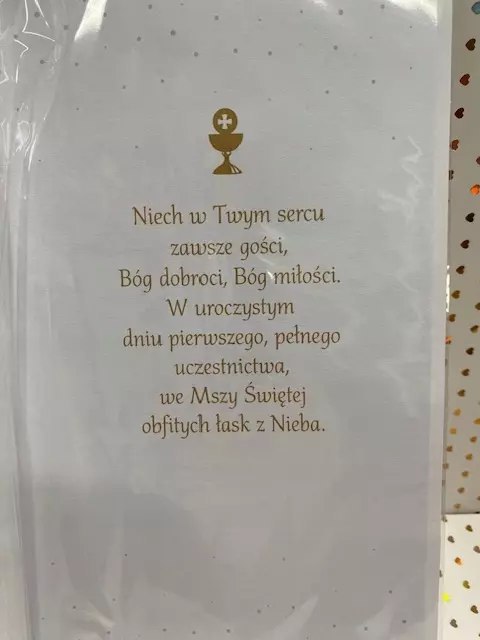 Niech w Twym sercu
zawsze gości,
Bóg dobroci, Bóg miłości.
W uroczystym
dniu pierwszego, pełnego
uczestnictwa,
we Mszy Świętej
obfitych łask z Nieba.